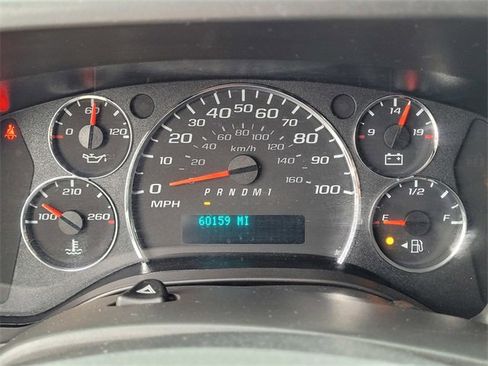 60
0 120
210
100 260
0 10 20 30 40 50 60 70 80 90 100
20 40 60 80 100 120 140 160
km/h
MPH
PRNDM1
60159 MI
14
9 19
1/2
E F